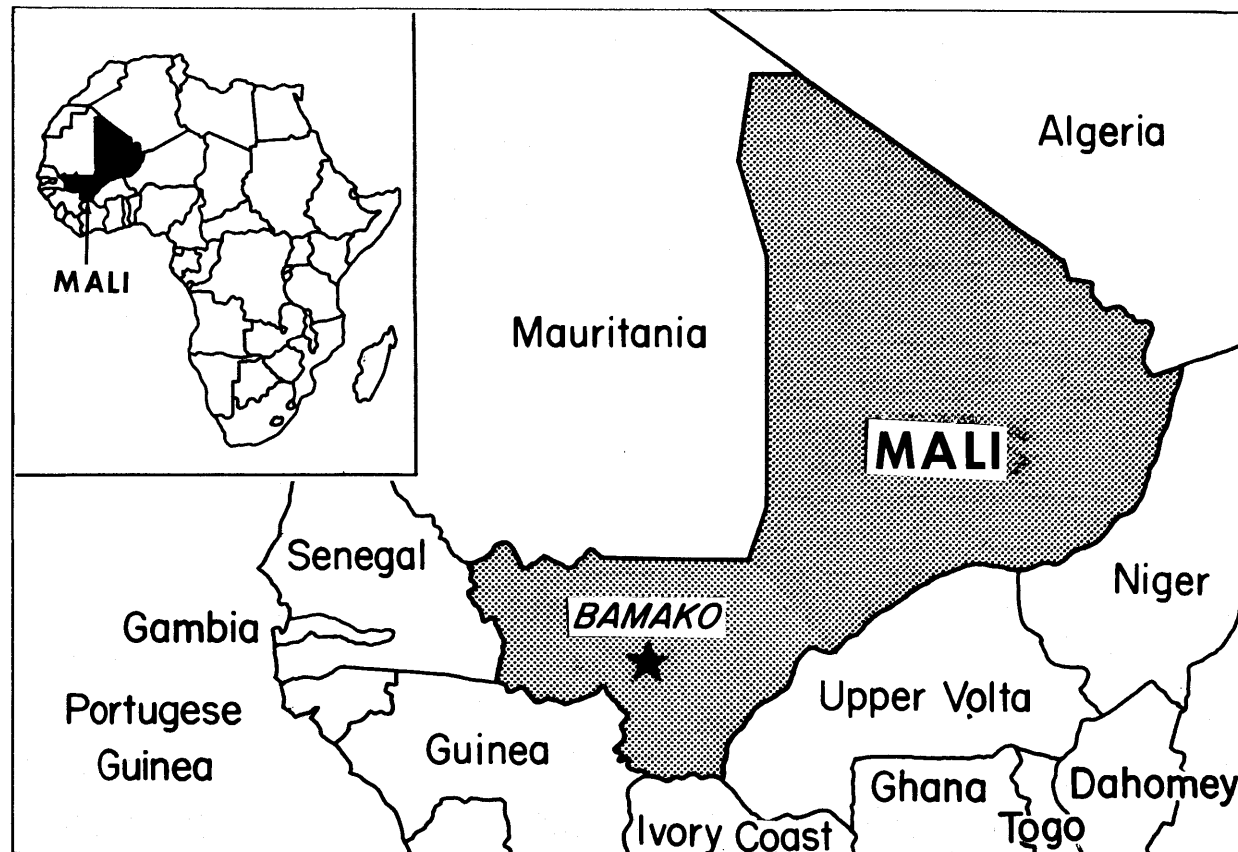 MALI
Algeria
Mauritania
MALI
Senegal
Niger
BAMAKO
Gambia
Upper Volta
Portugese
Guinea
Guinea
Ghana
Dahomey
Ivory Coast
Togo